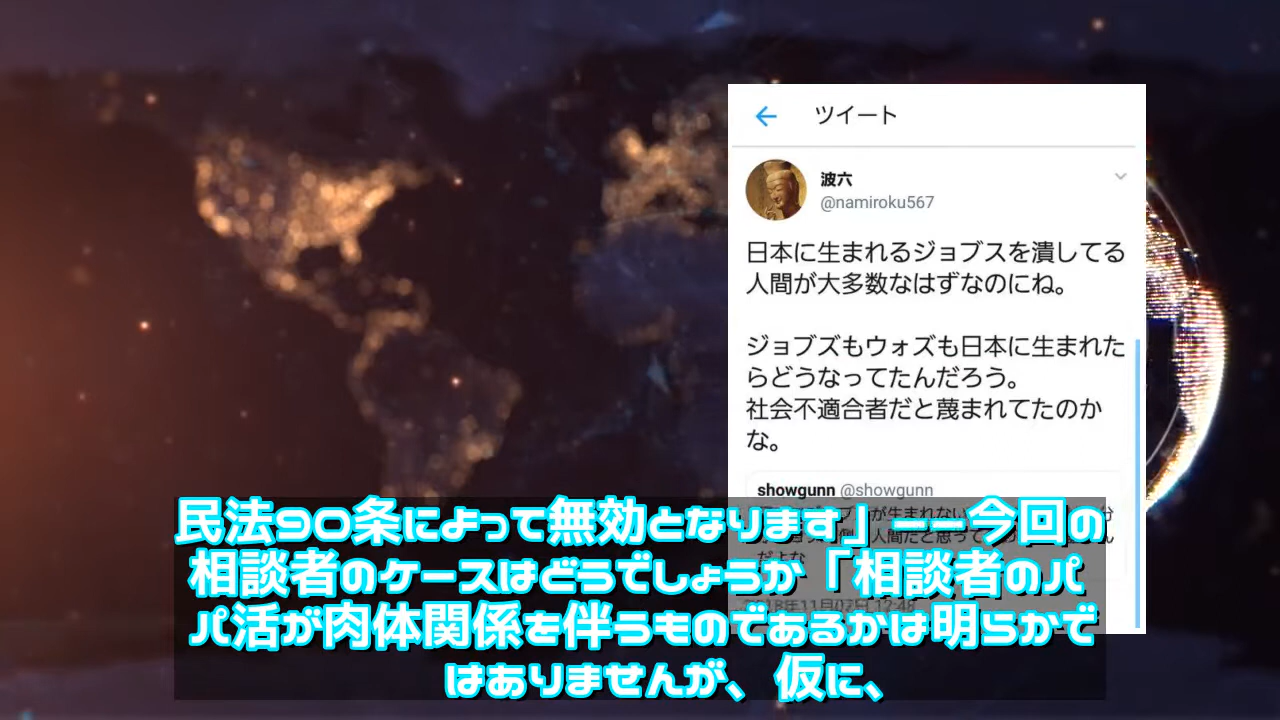 ツイート
波六
@namiroku567
日本に生まれるジョブスを潰してる
人間が大多数なはずなのにね。
ジョブズもウォズも日本に生まれた
らどうなってたんだろう。
社会不適合者だと蔑まれてたのか
な。
showgunn @showgunn
民法90条によって無効となります」――今回の
相談者のケースはどうでしょうか「相談者のパ
パ活が肉体関係を伴うものであるかは明らかで
はありませんが、仮に、